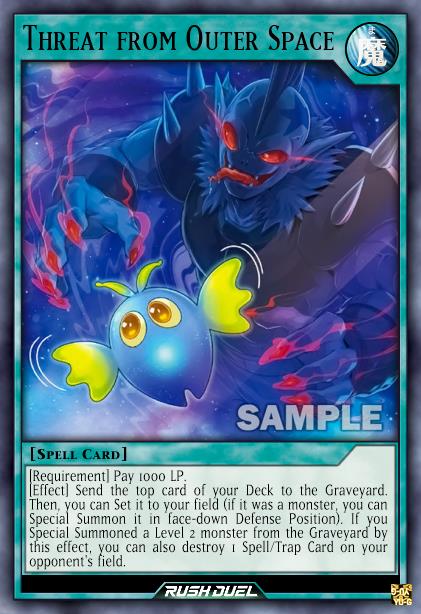 THREAT FROM OUTER SPACE
ま
魔
SAMPLE
[SPELL CARD]
[Requirement] Pay 1000 LP.
[Effect] Send the top card of your Deck to the Graveyard.
Then, you can Set it to your field (if it was a monster, you can
Special Summon it in face-down Defense Position). If you
Special Summoned a Level 2 monster from the Graveyard by
this effect, you can also destroy 1 Spell/Trap Card on your
opponent's field.
RUSH DUEL